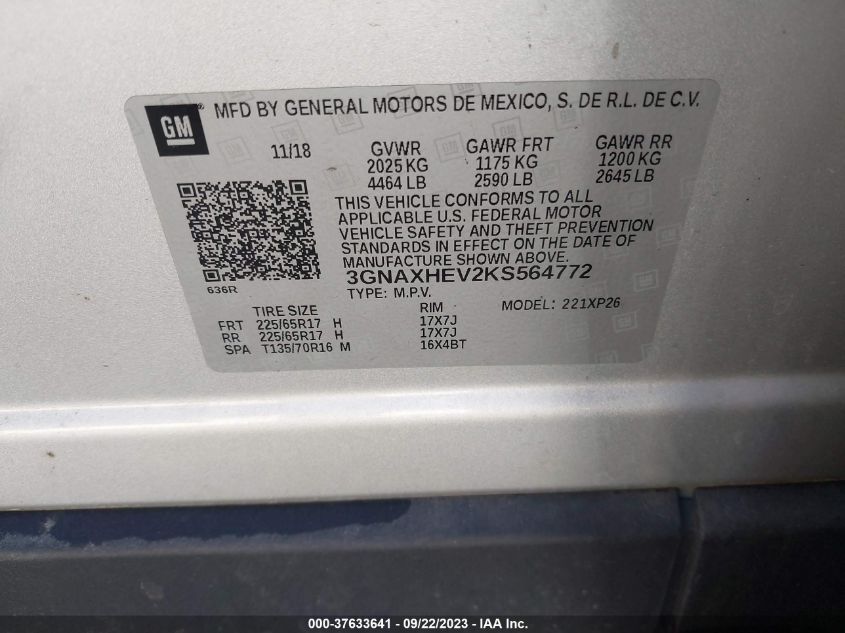 GM ® MFD BY GENERAL MOTORS DE MEXICO, S. DE R.L. DE C.V.
11/18 GVWR GAWR FRT GAWR RR
2025 KG 1175 KG 1200 KG
4464 LB 2590 LB 2645 LB
THIS VEHICLE CONFORMS TO ALL
APPLICABLE U.S. FEDERAL MOTOR
VEHICLE SAFETY AND THEFT PREVENTION
STANDARDS IN EFFECT ON THE DATE OF
MANUFACTURE SHOWN ABOVE.
3GNAXHEV2KS564772
636R
TYPE: M.P.V. MODEL: 221XP26
TIRE SIZE RIM
FRT 225/65R17 H 17X7J
RR 225/65R17 H 17X7J
SPA T135/70R16 M 16X4BT
000-37633641 - 09/22/2023 - IAA Inc.